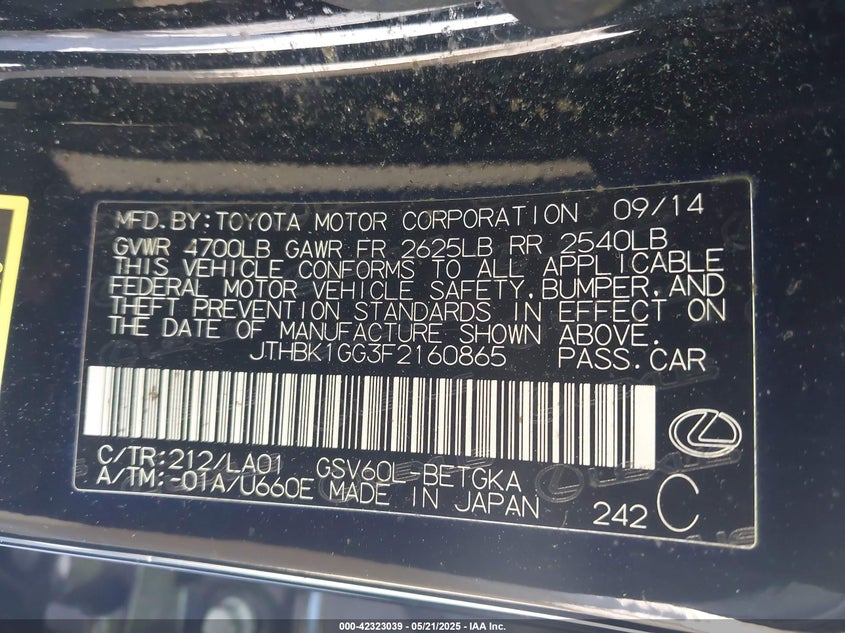 MFD.BY:TOYOTA MOTOR CORPORATION 09/14
GVWR 4700LB GAWR FR 2625LB RR 2540LB
THIS VEHICLE CONFORMS TO ALL APPLICABLE
FEDERAL MOTOR VEHICLE SAFETY,BUMPER,AND
THEFT PREVENTION STANDARDS IN EFFECT ON
THE DATE OF MANUFACTURE SHOWN ABOVE.
JTHBK1GG3F2160865 PASS.CAR
C/TR:212/LA01 GSV60L-BETGKA
A/TM:-01A/U660E MADE IN JAPAN 242 C
000-42323039 - 05/21/2025 - IAA Inc.